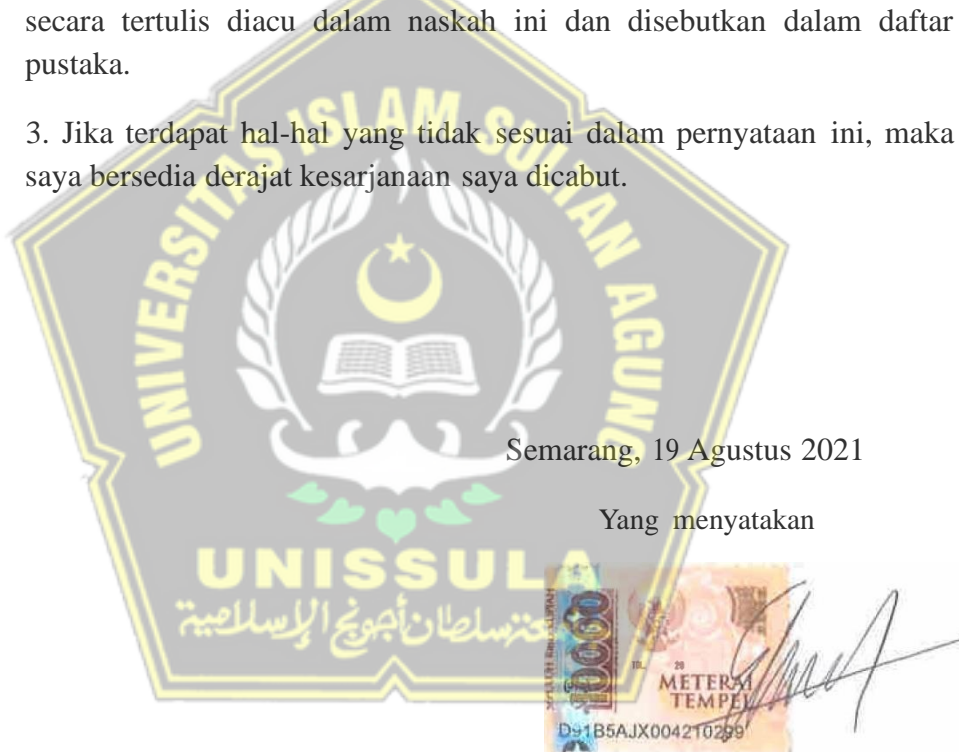 secara tertulis diacu dalam naskah ini dan disebutkan dalam daftar
pustaka.
3. Jika terdapat hal-hal yang tidak sesuai dalam pernyataan ini, maka
saya bersedia derajat kesarjanaan saya dicabut.
UNIVERSITAS ISLAM SULTAN AGUNG
Semarang, 19 Agustus 2021
Yang menyatakan
UNISSULA
سلطان أجونج الإسلامية
10000
20
METERAI
TEMPEL
D91B5AJX004210299